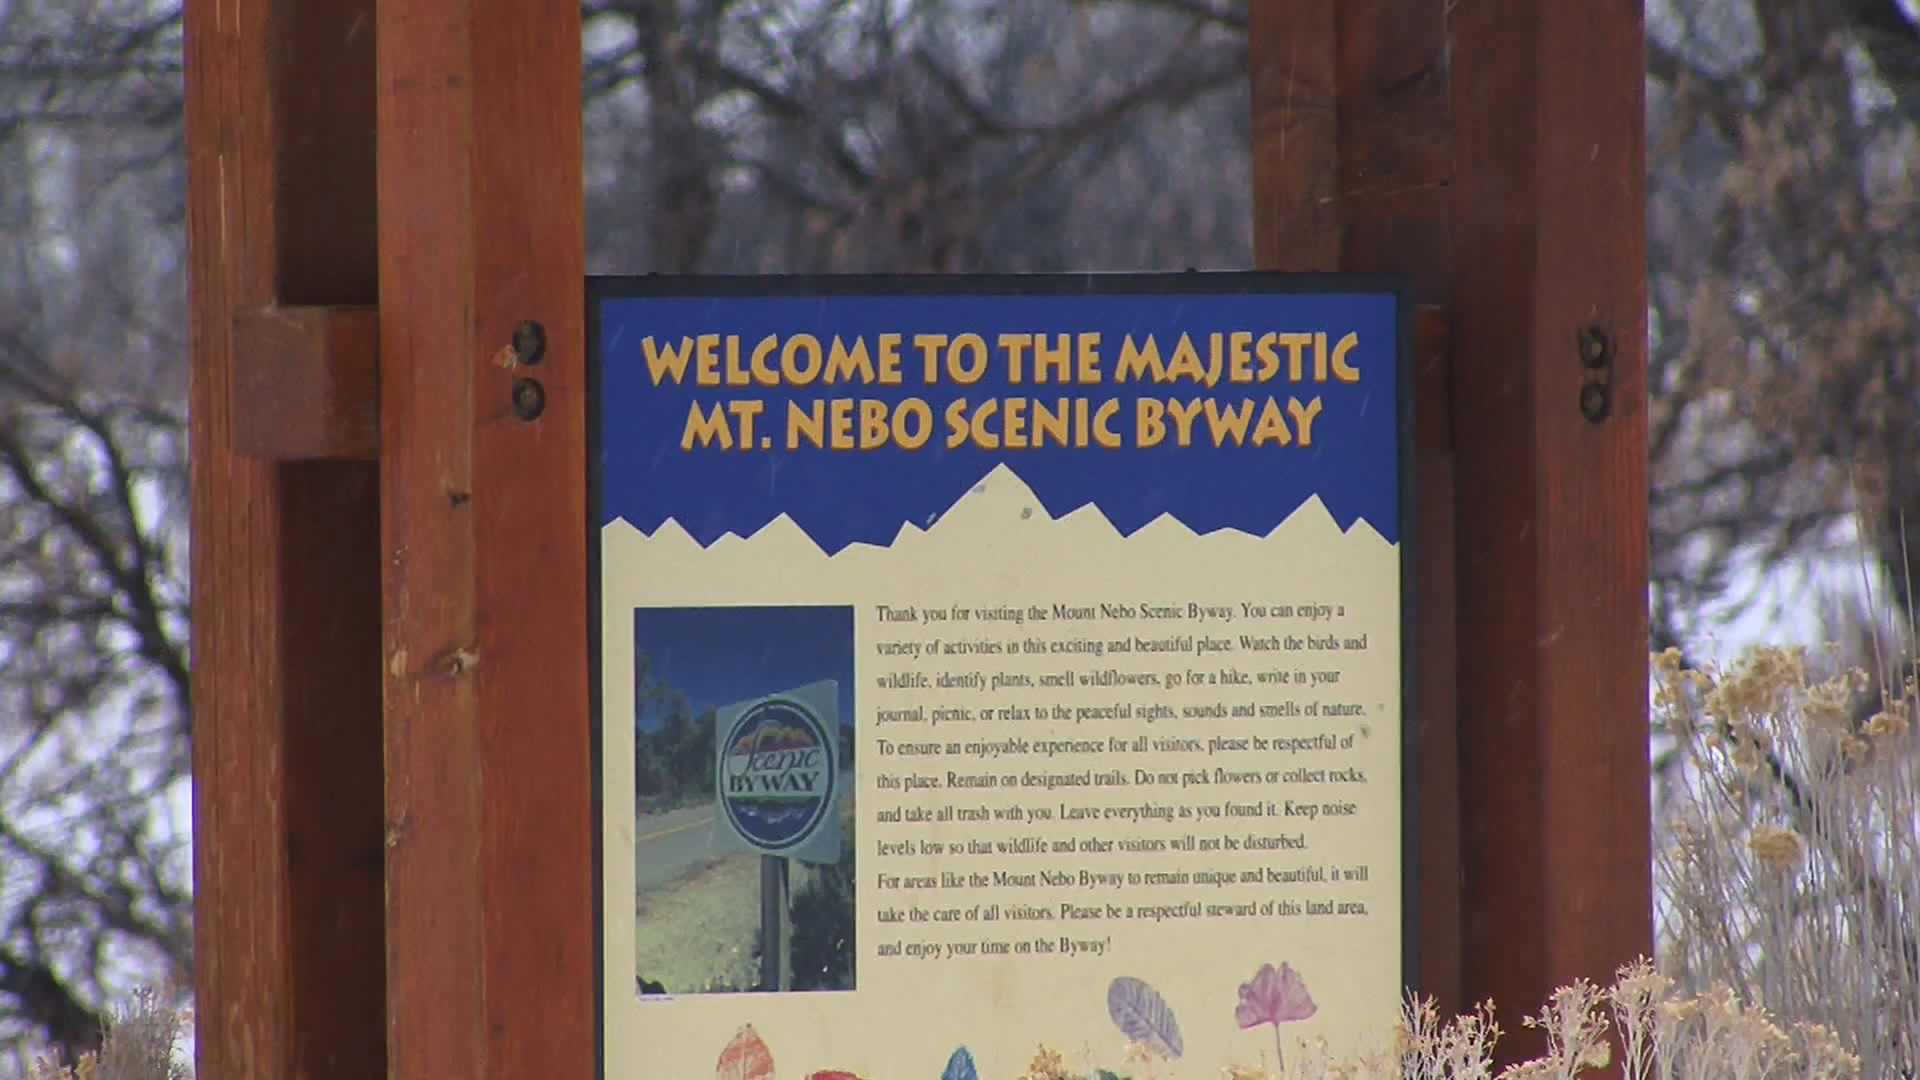 WELCOME TO THE MAJESTIC
MT. NEBO SCENIC BYWAY
Thank you for visiting the Mount Nebo Scenic Byway. You can enjoy a
variety of activities in this exciting and beautiful place. Watch the birds and
wildlife, identify plants, smell wildflowers, go for a hike, write in your
journal, picnic, or relax to the peaceful sights, sounds and smells of nature.
To ensure an enjoyable experience for all visitors, please be respectful of
this place. Remain on designated trails. Do not pick flowers or collect rocks,
and take all trash with you. Leave everything as you found it. Keep noise
levels low so that wildlife and other visitors will not be disturbed.
For areas like the Mount Nebo Byway to remain unique and beautiful, it will
take the care of all visitors. Please be a respectful steward of this land area,
and enjoy your time on the Byway!
Scenic
BYWAY